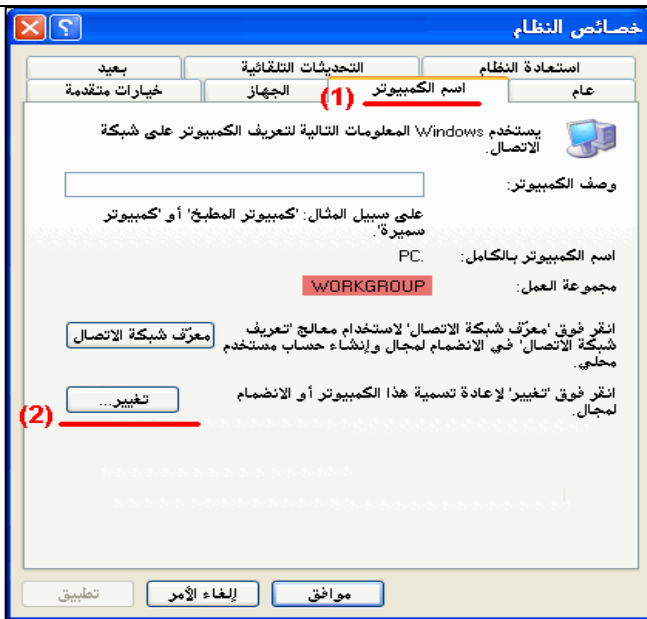 خصائص النظام
استعادة النظام
التحديثات التلقائية
بعيد
عام
اسم الكمبيوتر
الجهاز
خيارات متقدمة
(1)
يستخدم Windows المعلومات التالية لتعريف الكمبيوتر على شبكة
الاتصال.
وصف الكمبيوتر:
على سبيل المثال: "كمبيوتر المطبخ" أو "كمبيوتر
سميرة".
اسم الكمبيوتر بالكامل: PC.
مجموعة العمل: WORKGROUP
انقر فوق "معرّف شبكة الاتصال" لاستخدام معالج "تعريف
شبكة الاتصال" في الانضمام لمجال وإنشاء حساب مستخدم
محلي.
معرّف شبكة الاتصال
انقر فوق "تغيير" لإعادة تسمية هذا الكمبيوتر أو الانضمام
لمجال.
تغيير...
(2)
موافق
إلغاء الأمر
تطبيق